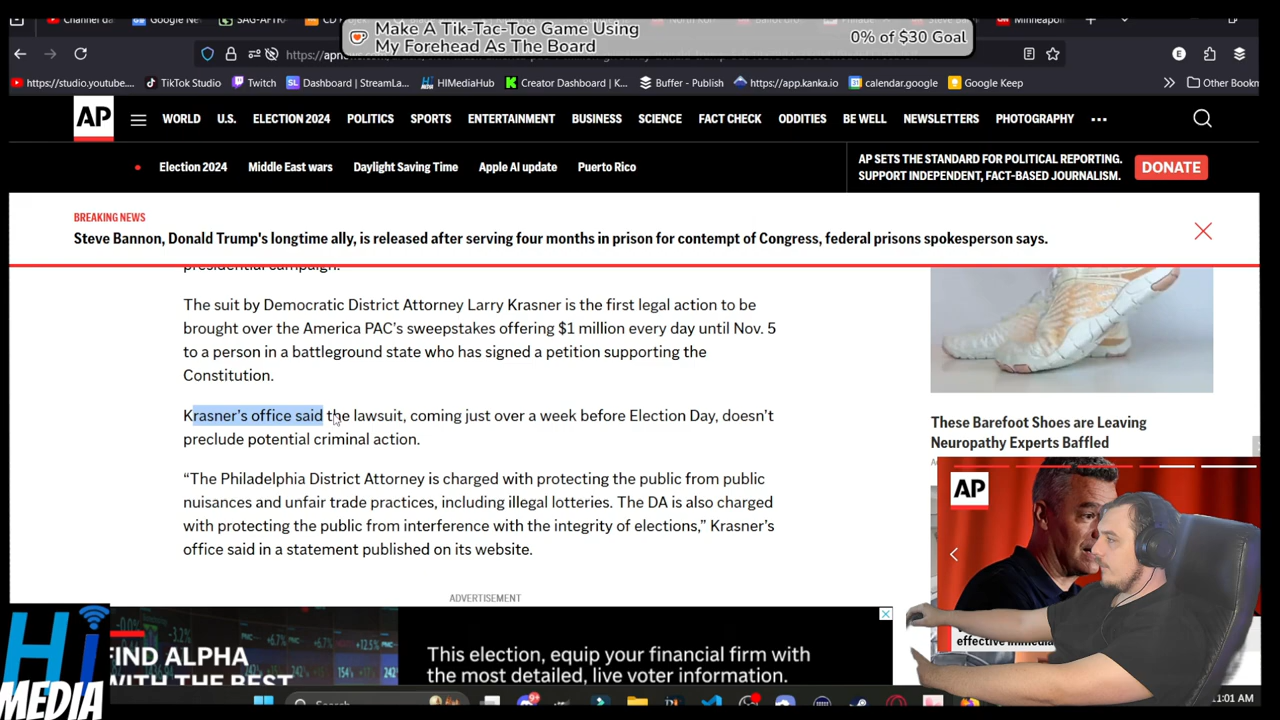 Make A Tik-Tac-Toe Game Using
My Forehead As The Board
0% of $30 Goal
https://studio.youtube....
TikTok Studio
Twitch
Dashboard | StreamLa...
HIMediaHub
Creator Dashboard | K...
Buffer - Publish
https://app.kanka.io
calendar.google
Google Keep
Other Bookm
AP
WORLD
U.S.
ELECTION 2024
POLITICS
SPORTS
ENTERTAINMENT
BUSINESS
SCIENCE
FACT CHECK
ODDITIES
BE WELL
NEWSLETTERS
PHOTOGRAPHY
Election 2024
Middle East wars
Daylight Saving Time
Apple AI update
Puerto Rico
AP SETS THE STANDARD FOR POLITICAL REPORTING.
SUPPORT INDEPENDENT, FACT-BASED JOURNALISM.
DONATE
BREAKING NEWS
Steve Bannon, Donald Trump's longtime ally, is released after serving four months in prison for contempt of Congress, federal prisons spokesperson says.
presidential campaign.
The suit by Democratic District Attorney Larry Krasner is the first legal action to be
brought over the America PAC's sweepstakes offering $1 million every day until Nov. 5
to a person in a battleground state who has signed a petition supporting the
Constitution.
Krasner's office said the lawsuit, coming just over a week before Election Day, doesn't
preclude potential criminal action.
“The Philadelphia District Attorney is charged with protecting the public from public
nuisances and unfair trade practices, including illegal lotteries. The DA is also charged
with protecting the public from interference with the integrity of elections,” Krasner's
office said in a statement published on its website.
These Barefoot Shoes are Leaving
Neuropathy Experts Baffled
AP
effective immedia
ADVERTISEMENT
FIND ALPHA
WITH THE BEST
This election, equip your financial firm with
the most detailed, live voter information.
Hi
MEDIA
Search
1:01 AM